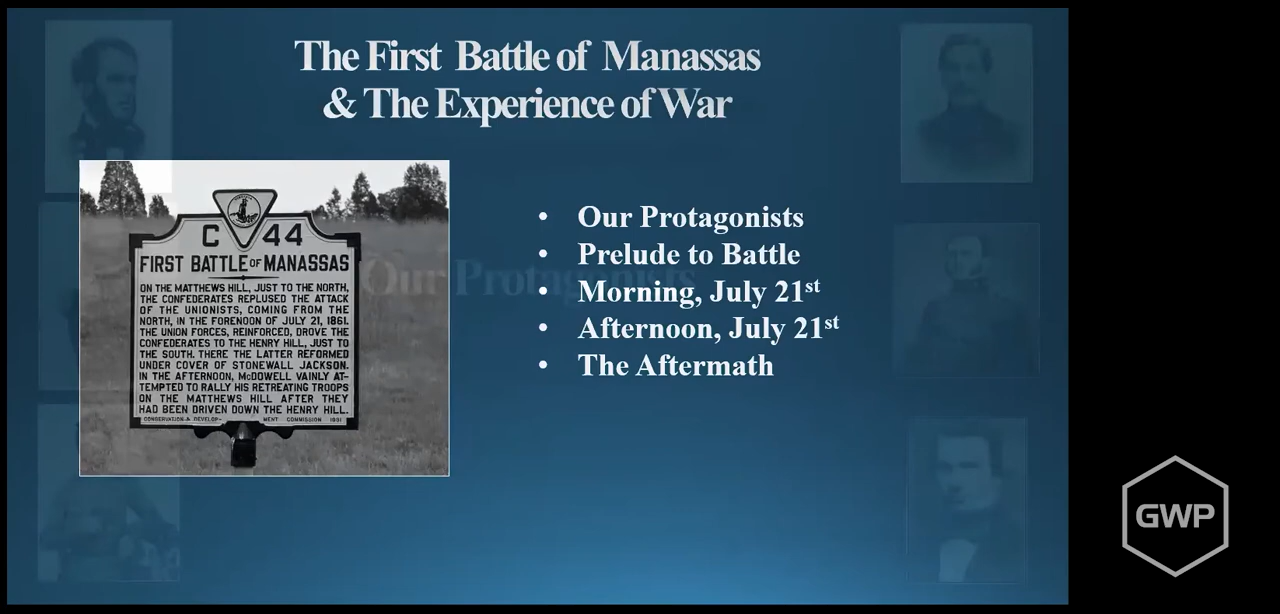 The First Battle of Manassas
& The Experience of War
C 44
FIRST BATTLE OF MANASSAS
ON THE MATTHEWS HILL, JUST TO THE NORTH,
THE CONFEDERATES REPLUSED THE ATTACK
OF THE UNIONISTS, COMING FROM THE
NORTH, IN THE FORENOON OF JULY 21, 1861.
THE UNION FORCES, REINFORCED, DROVE THE
CONFEDERATES TO THE HENRY HILL, JUST TO
THE SOUTH. THERE THE LATTER REFORMED
UNDER COVER OF STONEWALL JACKSON.
IN THE AFTERNOON, McDOWELL VAINLY AT-
TEMPTED TO RALLY HIS RETREATING TROOPS
ON THE MATTHEWS HILL AFTER THEY
HAD BEEN DRIVEN DOWN THE HENRY HILL.
CONSERVATION & DEVELOP- MENT COMMISSION 1931
Our Protagonists
• Our Protagonists
• Prelude to Battle
• Morning, July 21st
• Afternoon, July 21st
• The Aftermath
GWP